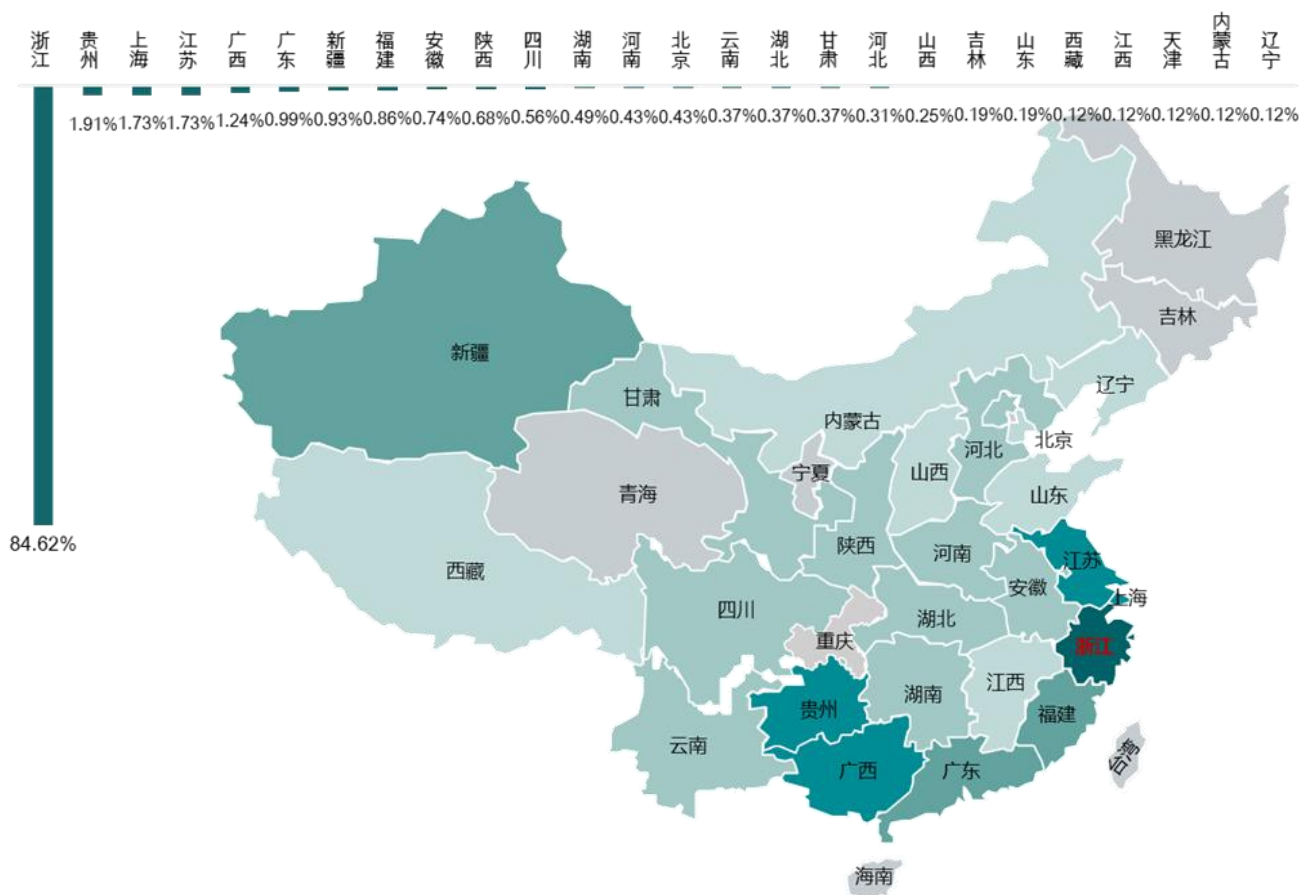 浙江 贵州 上海 江苏 广西 广东 新疆 福建 安徽 陕西 四川 湖南 河南 北京 云南 湖北 甘肃 河北 山西 吉林 山东 西藏 江西 天津 内蒙古 辽宁
1.91% 1.73% 1.73% 1.24% 0.99% 0.93% 0.86% 0.74% 0.68% 0.56% 0.49% 0.43% 0.43% 0.37% 0.37% 0.37% 0.31% 0.25% 0.19% 0.19% 0.12% 0.12% 0.12% 0.12% 0.12%
84.62%
黑龙江
吉林
新疆
辽宁
甘肃
内蒙古
北京
河北
宁夏
山西
青海
山东
陕西
河南
江苏
西藏
安徽
上海
四川
湖北
重庆
浙江
江西
湖南
贵州
福建
云南
广西
广东
台湾
海南